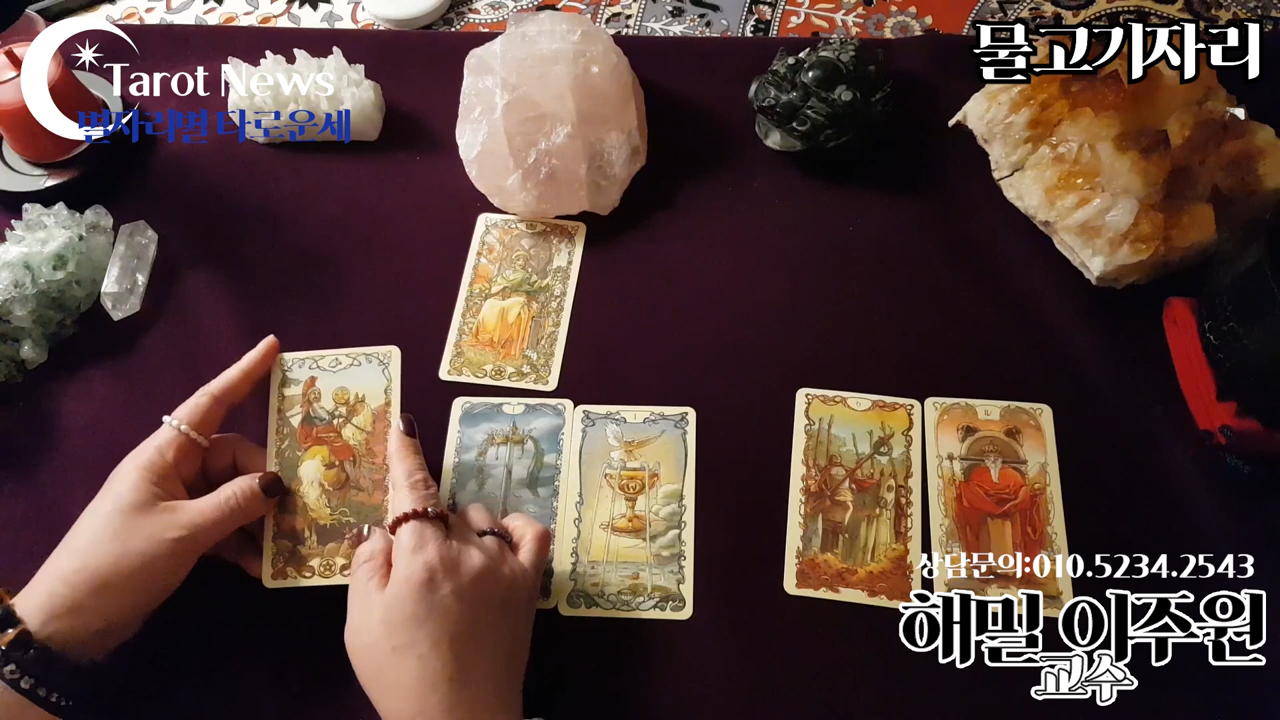 Tarot News
별자리별 타로운세
물고기자리
I
I
IV
상담문의:010.5234.2543
해밀 이주원
교수